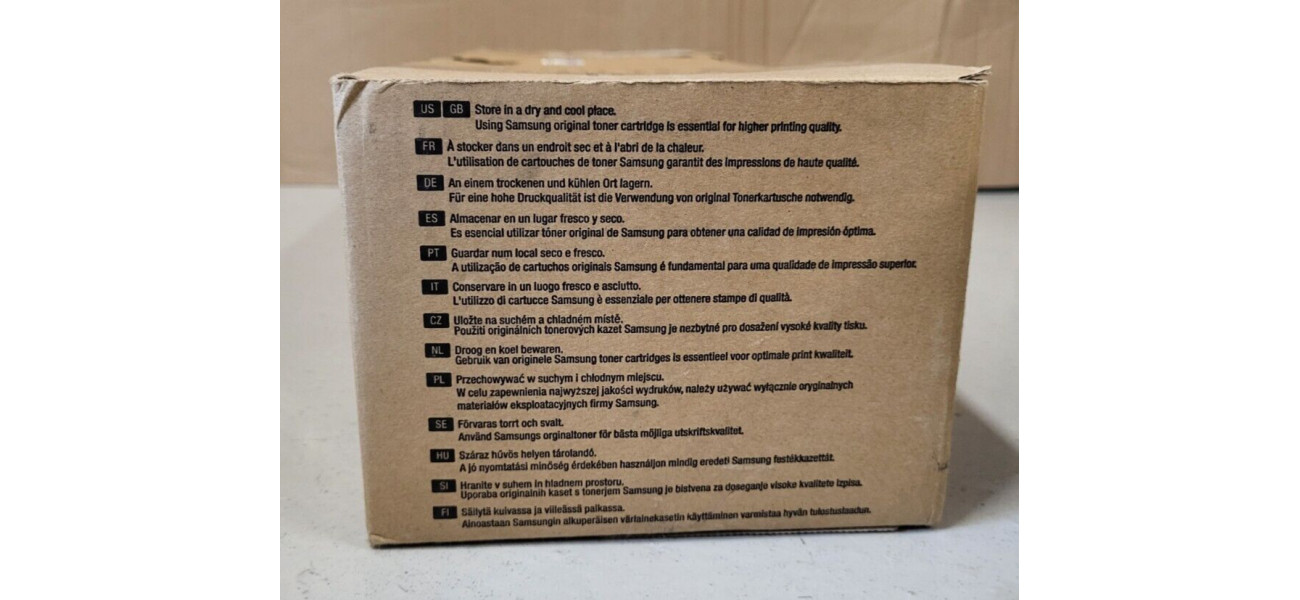 US GB Store in a dry and cool place.
Using Samsung original toner cartridge is essential for higher printing quality.
FR À stocker dans un endroit sec et à l'abri de la chaleur.
L'utilisation de cartouches de toner Samsung garantit des impressions de haute qualité.
DE An einem trockenen und kühlen Ort lagern.
Für eine hohe Druckqualität ist die Verwendung von original Tonerkartusche notwendig.
ES Almacenar en un lugar fresco y seco.
Es esencial utilizar tóner original de Samsung para obtener una calidad de impresión óptima.
PT Guardar num local seco e fresco.
A utilização de cartuchos originais Samsung é fundamental para uma qualidade de impressão superior.
IT Conservare in un luogo fresco e asciutto.
L'utilizzo di cartucce Samsung è essenziale per ottenere stampe di qualità.
CZ Uložte na suchém a chladném místě.
Použití originálních tonerových kazet Samsung je nezbytné pro dosažení vysoké kvality tisku.
NL Droog en koel bewaren.
Gebruik van originele Samsung toner cartridges is essentieel voor optimale print kwaliteit.
PL Przechowywać w suchym i chłodnym miejscu.
W celu zapewnienia najwyższej jakości wydruków, należy używać wyłącznie oryginalnych
materiałów eksploatacyjnych firmy Samsung.
SE Förvaras torrt och svalt.
Använd Samsungs orginaltoner för bästa möjliga utskriftskvalitet.
HU Száraz hűvös helyen tárolandó.
A jó nyomtatási minőség érdekében használjon mindig eredeti Samsung festékkazettát.
SI Hranite v suhem in hladnem prostoru.
Uporaba originalnih kaset s tonerjem Samsung je bistvena za doseganje visoke kvalitete izpisa.
FI Säilytä kuivassa ja viileässä paikassa.
Ainoastaan Samsungin alkuperäisen värlainekasetin käyttäminen varmistaa hyvän tulostuslaadun.